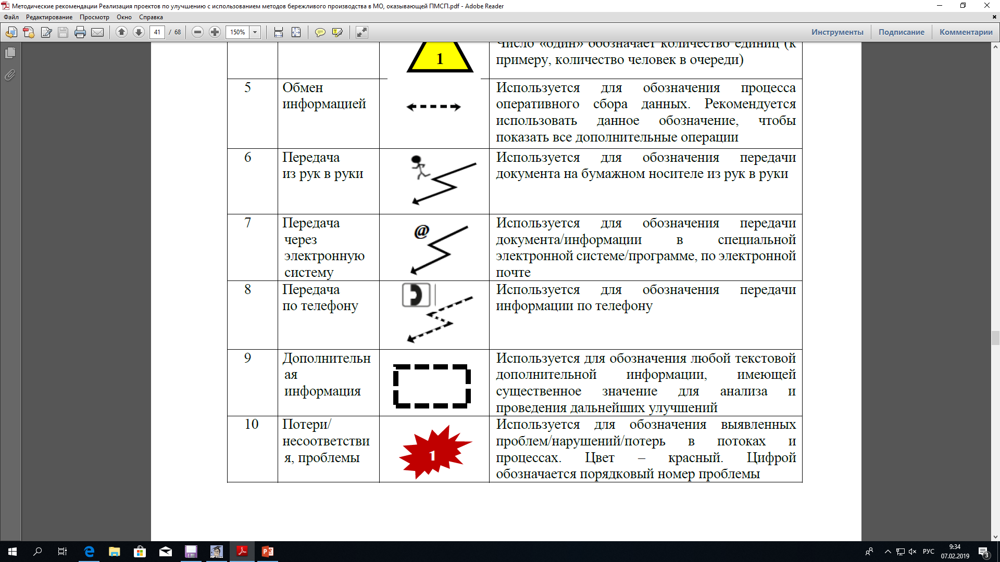 Методические рекомендации Реализация проектов по улучшению с использованием методов бережливого производства в МО, оказывающей ПМСП.pdf - Adobe Reader
Файл Редактирование Просмотр Окно Справка
41 / 68 150% Инструменты Подписание Комментарии
1
Число «один» обозначает количество единиц (к
примеру, количество человек в очереди)
5
Обмен
информацией
Используется для обозначения процесса
оперативного сбора данных. Рекомендуется
использовать данное обозначение, чтобы
показать все дополнительные операции
6
Передача
из рук в руки
Используется для обозначения передачи
документа на бумажном носителе из рук в руки
7
Передача
через
электронную
систему
@
Используется для обозначения передачи
документа/информации в специальной
электронной системе/программе, по электронной
почте
8
Передача
по телефону
Используется для обозначения передачи
информации по телефону
9
Дополнительн
ая
информация
Используется для обозначения любой текстовой
дополнительной информации, имеющей
существенное значение для анализа и
проведения дальнейших улучшений
10
Потери/
несоответстви
я, проблемы
1
Используется для обозначения выявленных
проблем/нарушений/потерь в потоках и
процессах. Цвет – красный. Цифрой
обозначается порядковый номер проблемы
РУС
9:34
07.02.2019
3